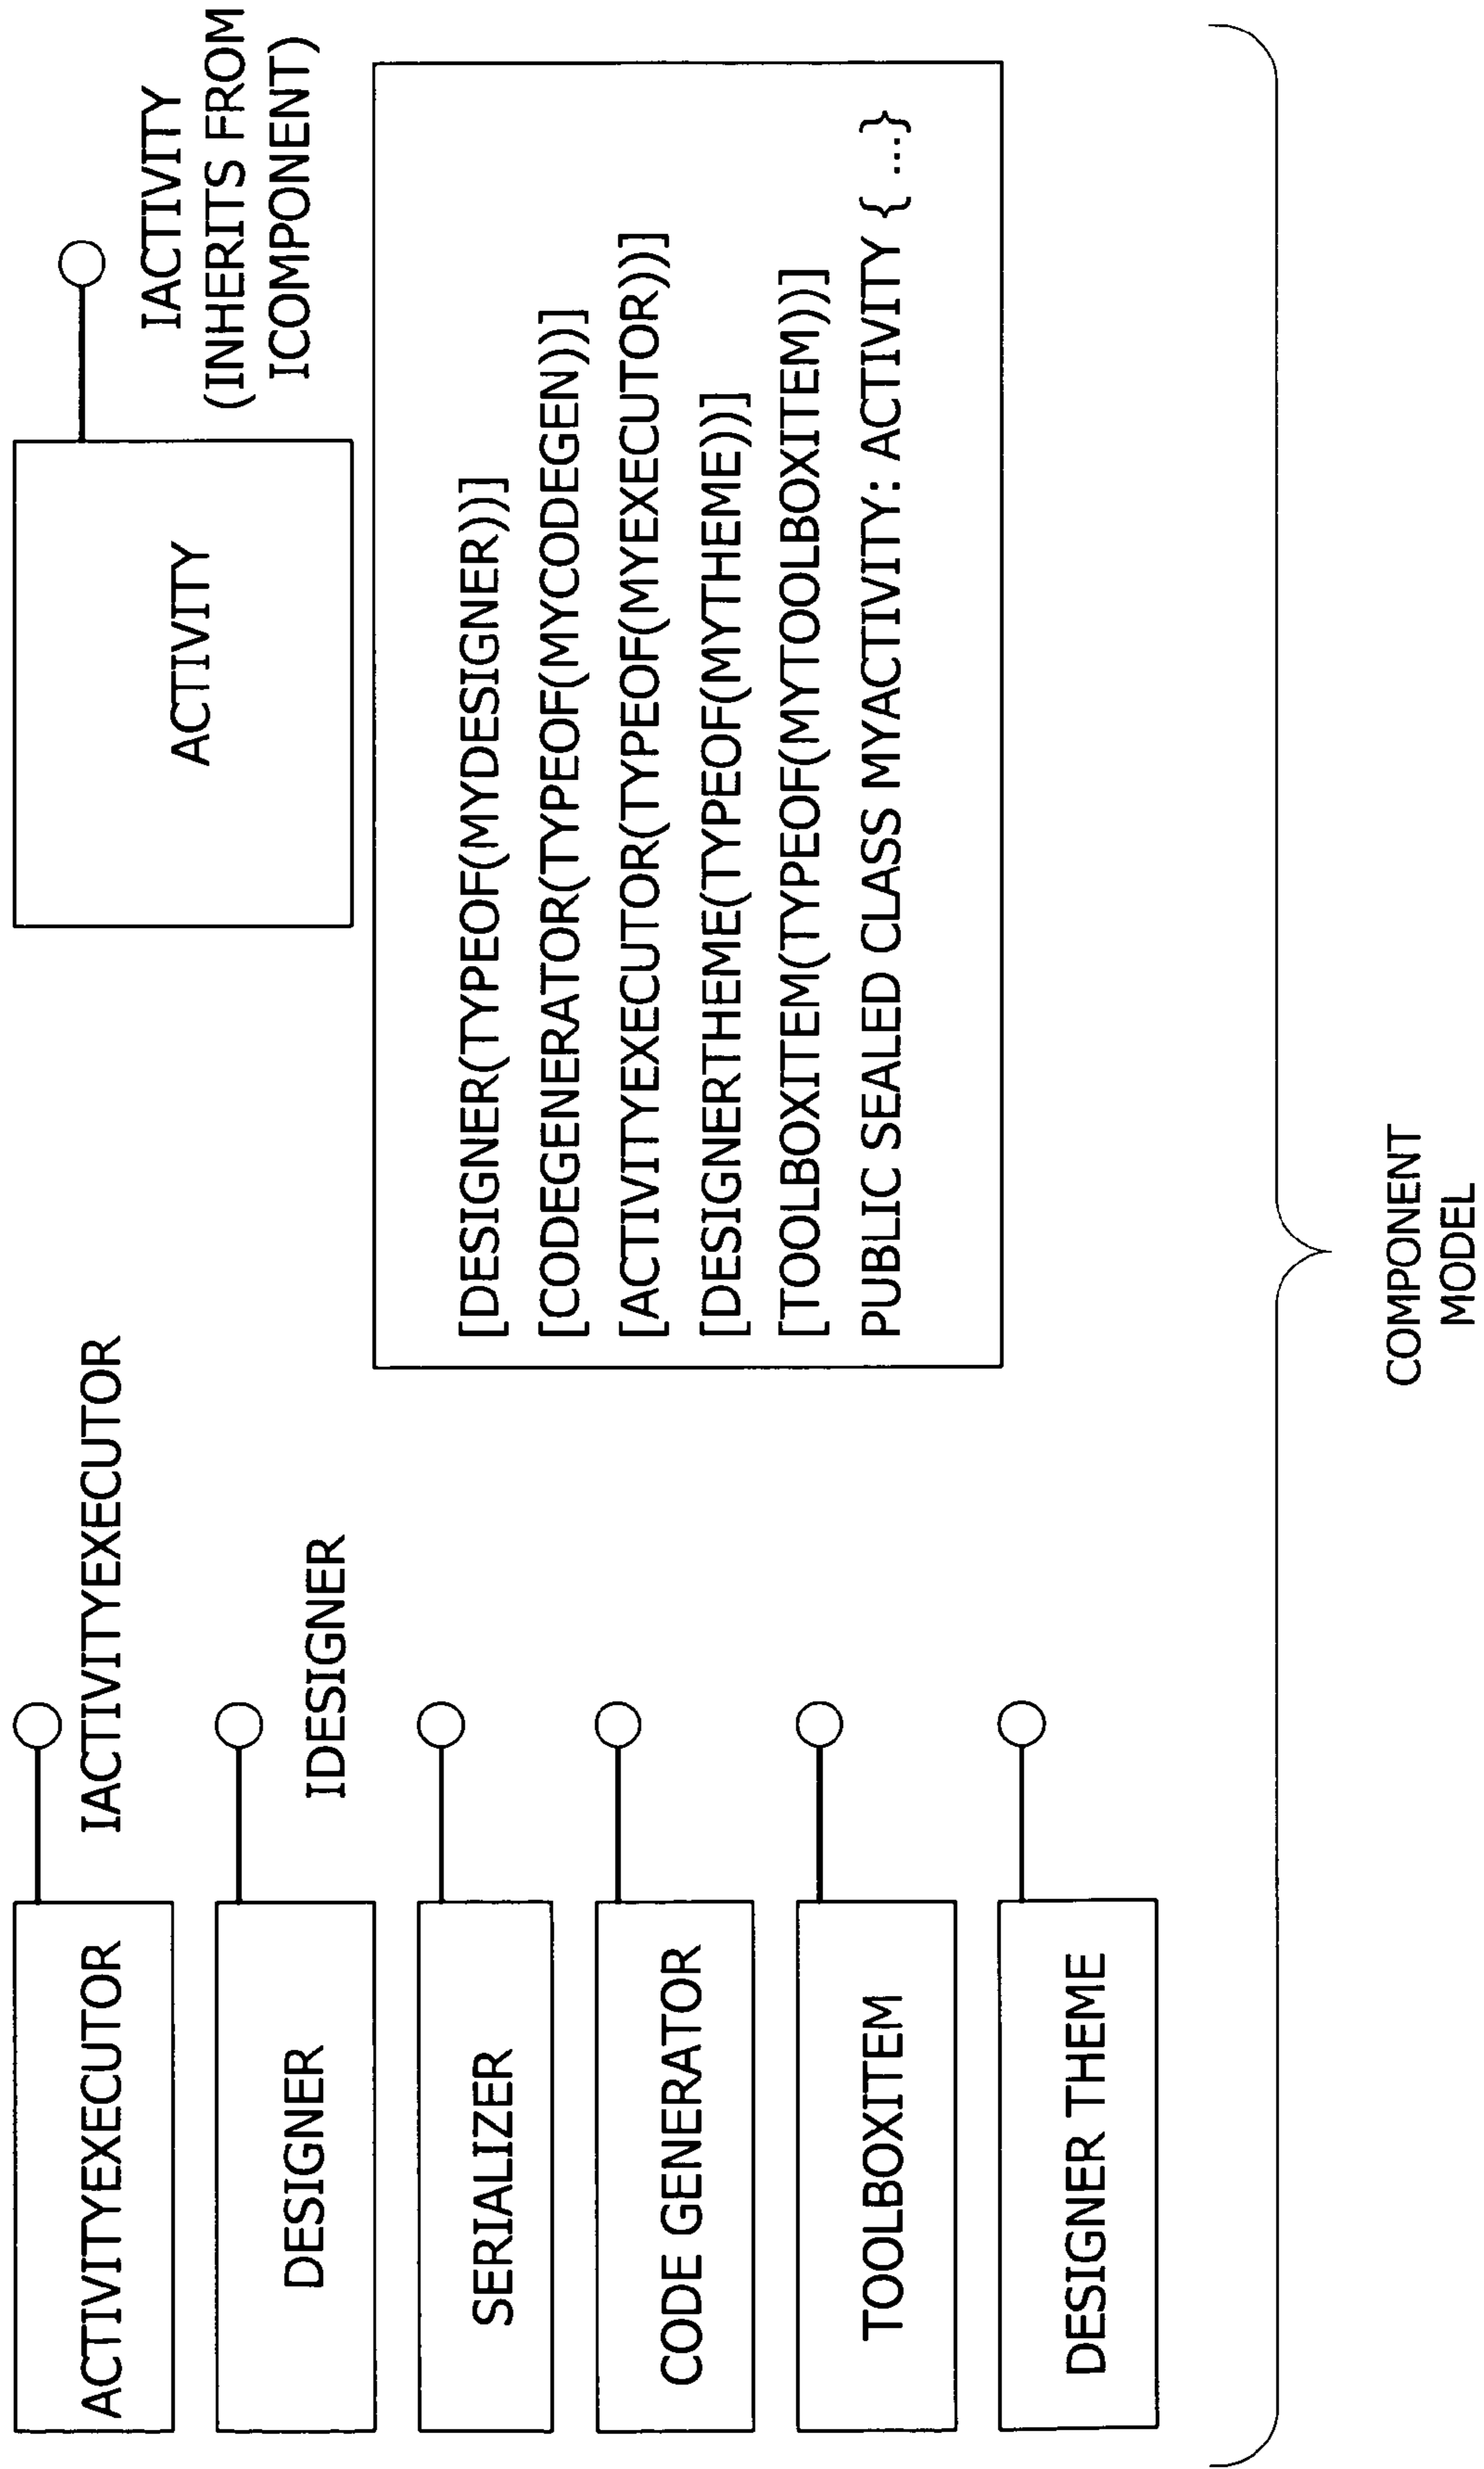 ACTIVITYEXECUTOR
IACTIVITYEXECUTOR
DESIGNER
IDESIGNER
SERIALIZER
CODE GENERATOR
TOOLBOXITEM
DESIGNER THEME
ACTIVITY
IACTIVITY
(INHERITS FROM
ICOMPONENT)
[DESIGNER(TYPEOF(MYDESIGNER))]
[CODEGENERATOR(TYPEOF(MYCODEGEN))]
[ACTIVITYEXECUTOR(TYPEOF(MYEXECUTOR))]
[DESIGNERTHEME(TYPEOF(MYTHEME))]
[TOOLBOXITEM(TYPEOF(MYTOOLBOXITEM))]
PUBLIC SEALED CLASS MYACTIVITY: ACTIVITY { ...}
COMPONENT
MODEL